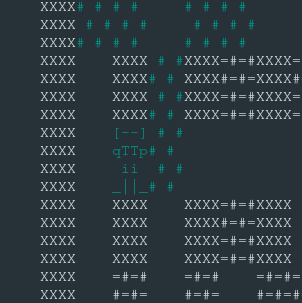 XXXX# # # #     # # # #
XXXX # # # #     # # # #
XXXX# # # #     # # # #
XXXX    XXXX # #XXXX=#=#XXXX=
XXXX    XXXX# # XXXX#=#=XXXX#
XXXX    XXXX # #XXXX=#=#XXXX=
XXXX    XXXX# # XXXX=#=#XXXX=
XXXX    [--] # #
XXXX    qTTp# #
XXXX     ii  # #
XXXX    _||_# #
XXXX    XXXX    XXXX=#=#XXXX
XXXX    XXXX    XXXX#=#=XXXX
XXXX    XXXX    XXXX=#=#XXXX
XXXX    XXXX    XXXX=#=#XXXX
XXXX    =#=#    =#=#    =#=#=
XXXX    #=#=    #=#=    #=#=#